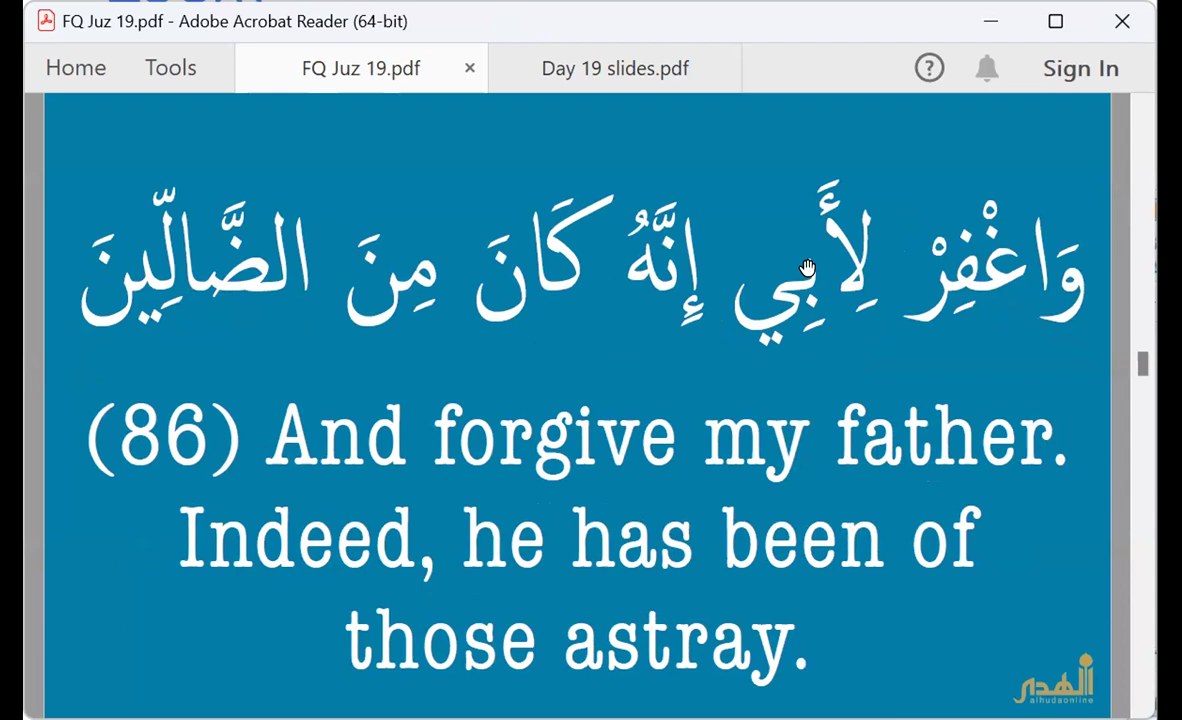 FQ Juz 19.pdf - Adobe Acrobat Reader (64-bit)
Home Tools FQ Juz 19.pdf × Day 19 slides.pdf ? Sign In
وَاغْفِرْ لِأَبِي إِنَّهُ كَانَ مِنَ الضَّالِّينَ
(86) And forgive my father.
Indeed, he has been of
those astray.
الهدى
alhudaonline